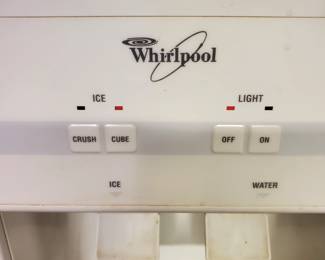 Whirlpool
ICE LIGHT
CRUSH CUBE OFF ON
ICE WATER